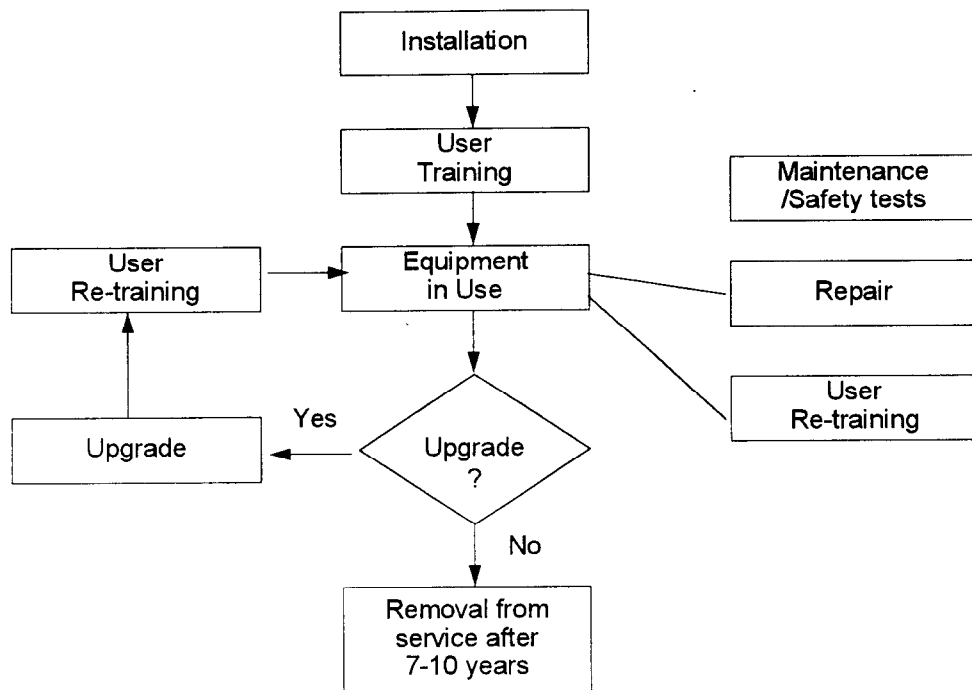 Installation
User
Training
Maintenance
/Safety tests
User
Re-training
Equipment
in Use
Repair
User
Re-training
Yes
Upgrade
Upgrade
?
No
Removal from
service after
7-10 years